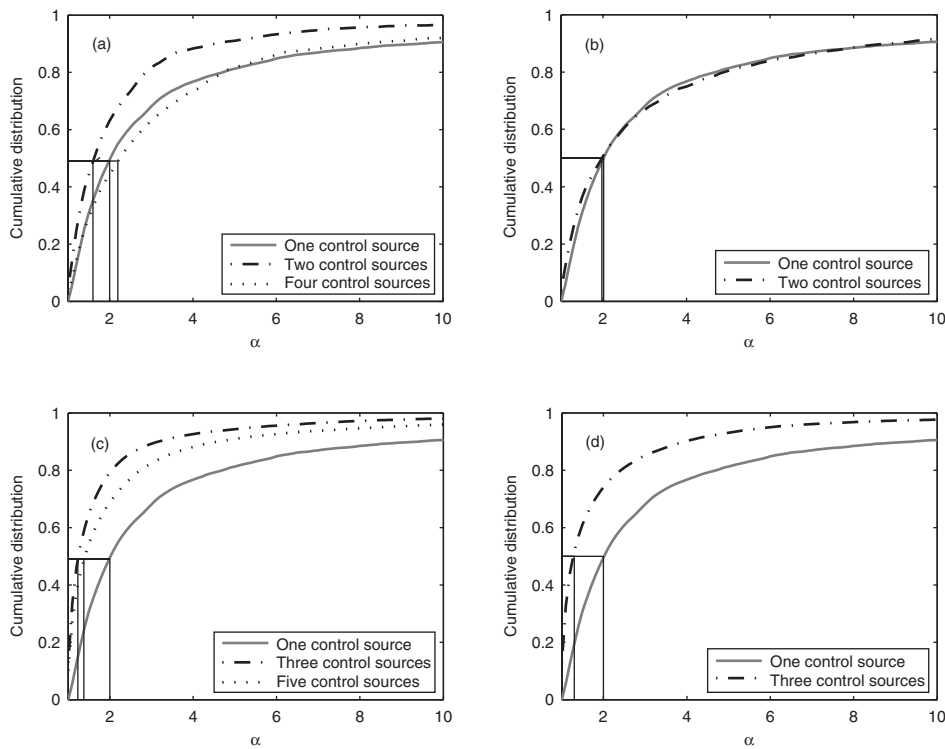 (a)
Cumulative distribution
1
0.8
0.6
0.4
0.2
0
2
4
6
8
10
α
One control source
Two control sources
Four control sources
(b)
Cumulative distribution
1
0.8
0.6
0.4
0.2
0
2
4
6
8
10
α
One control source
Two control sources
(c)
Cumulative distribution
1
0.8
0.6
0.4
0.2
0
2
4
6
8
10
α
One control source
Three control sources
Five control sources
(d)
Cumulative distribution
1
0.8
0.6
0.4
0.2
0
2
4
6
8
10
α
One control source
Three control sources